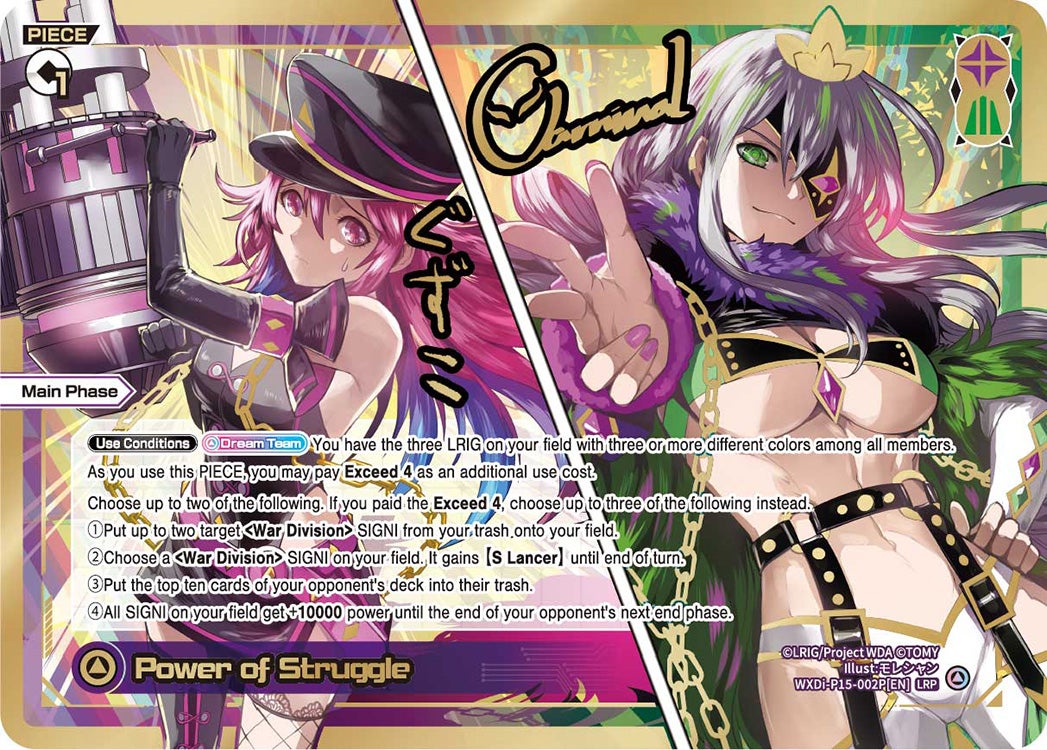 PIECE
1
Carnival
ぐずこ
Main Phase
Use Conditions Dream Team You have the three LRIG on your field with three or more different colors among all members.
As you use this PIECE, you may pay Exceed 4 as an additional use cost.
Choose up to two of the following. If you paid the Exceed 4, choose up to three of the following instead.
①Put up to two target <War Division> SIGNI from your trash onto your field.
②Choose a <War Division> SIGNI on your field. It gains【S Lancer】until end of turn.
③Put the top ten cards of your opponent's deck into their trash.
④All SIGNI on your field get +10000 power until the end of your opponent's next end phase.
Power of Struggle
©LRIG/Project WDA ©TOMY
Illust:モレシャン
WXDi-P15-002P[EN] LRP